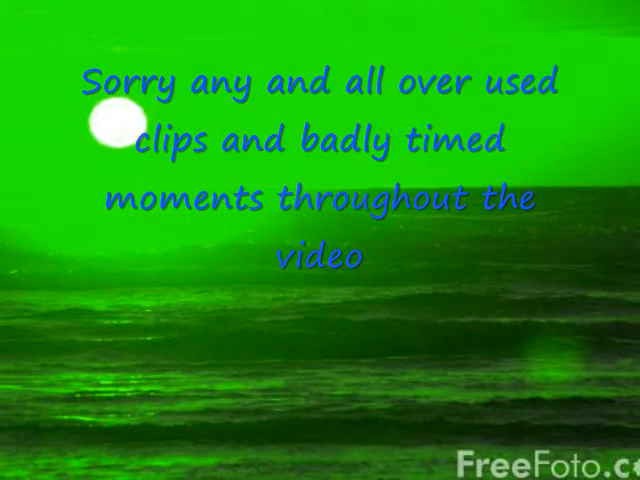 Sorry any and all over used
clips and badly timed
moments throughout the
video
FreeFoto.c